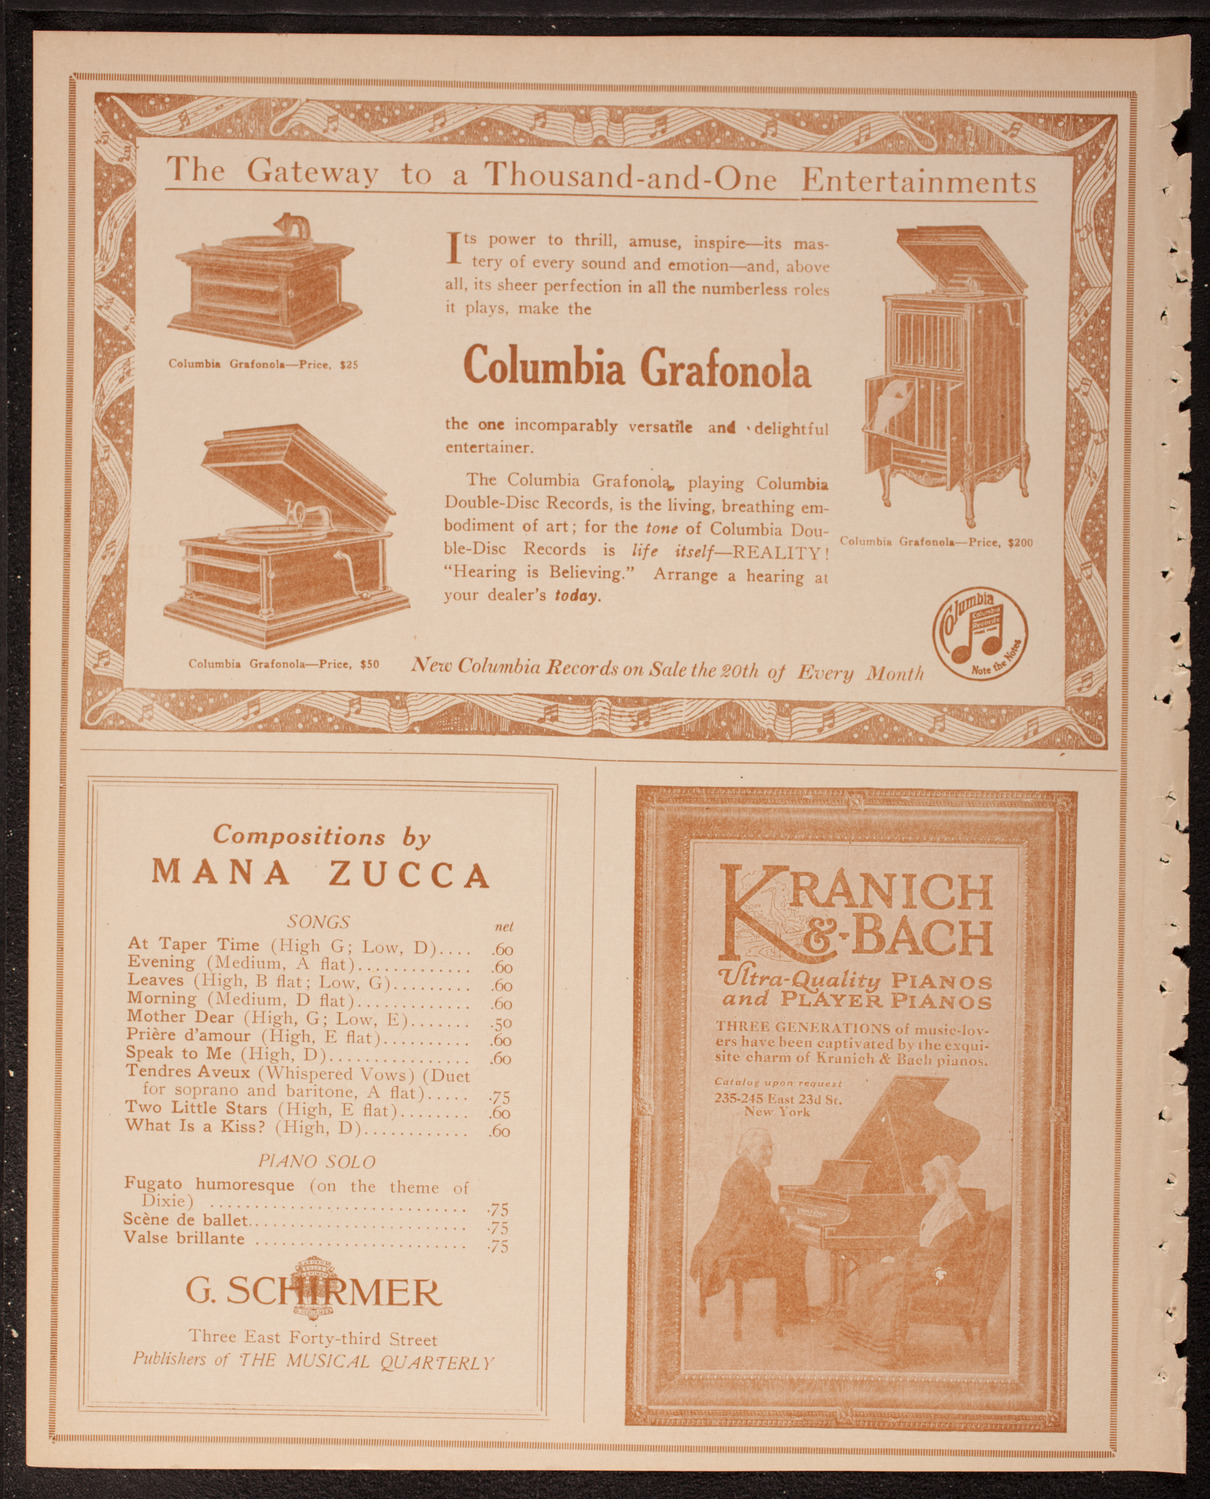 The Gateway to a Thousand-and-One Entertainments
Columbia Grafonola—Price, $25
Its power to thrill, amuse, inspire—its mas-
tery of every sound and emotion—and, above
all, its sheer perfection in all the numberless roles
it plays, make the
Columbia Grafonola
the one incomparably versatile and delightful
entertainer.
The Columbia Grafonola, playing Columbia
Double-Disc Records, is the living, breathing em-
bodiment of art; for the tone of Columbia Dou-
ble-Disc Records is life itself—REALITY!
"Hearing is Believing." Arrange a hearing at
your dealer's today.
Columbia Grafonola—Price, $200
Columbia Grafonola—Price, $50
New Columbia Records on Sale the 20th of Every Month
Columbia
Columbia
Records
Note the Notes
Compositions by
MANA ZUCCA
SONGS
net
At Taper Time (High G; Low, D).... .60
Evening (Medium, A flat)............. .60
Leaves (High, B flat; Low, G)......... .60
Morning (Medium, D flat)............. .60
Mother Dear (High, G; Low, E)....... .50
Prière d'amour (High, E flat).......... .60
Speak to Me (High, D)................ .60
Tendres Aveux (Whispered Vows) (Duet
for soprano and baritone, A flat)..... .75
Two Little Stars (High, E flat)........ .60
What Is a Kiss? (High, D)............ .60
PIANO SOLO
Fugato humoresque (on the theme of
Dixie) ............................. .75
Scène de ballet......................... .75
Valse brillante ........................ .75
G. SCHIRMER
Three East Forty-third Street
Publishers of THE MUSICAL QUARTERLY
KRANICH
&-BACH
Ultra-Quality PIANOS
and PLAYER PIANOS
THREE GENERATIONS of music-lov-
ers have been captivated by the exqui-
site charm of Kranich & Bach pianos.
Catalog upon request
235-245 East 23d St.
New York